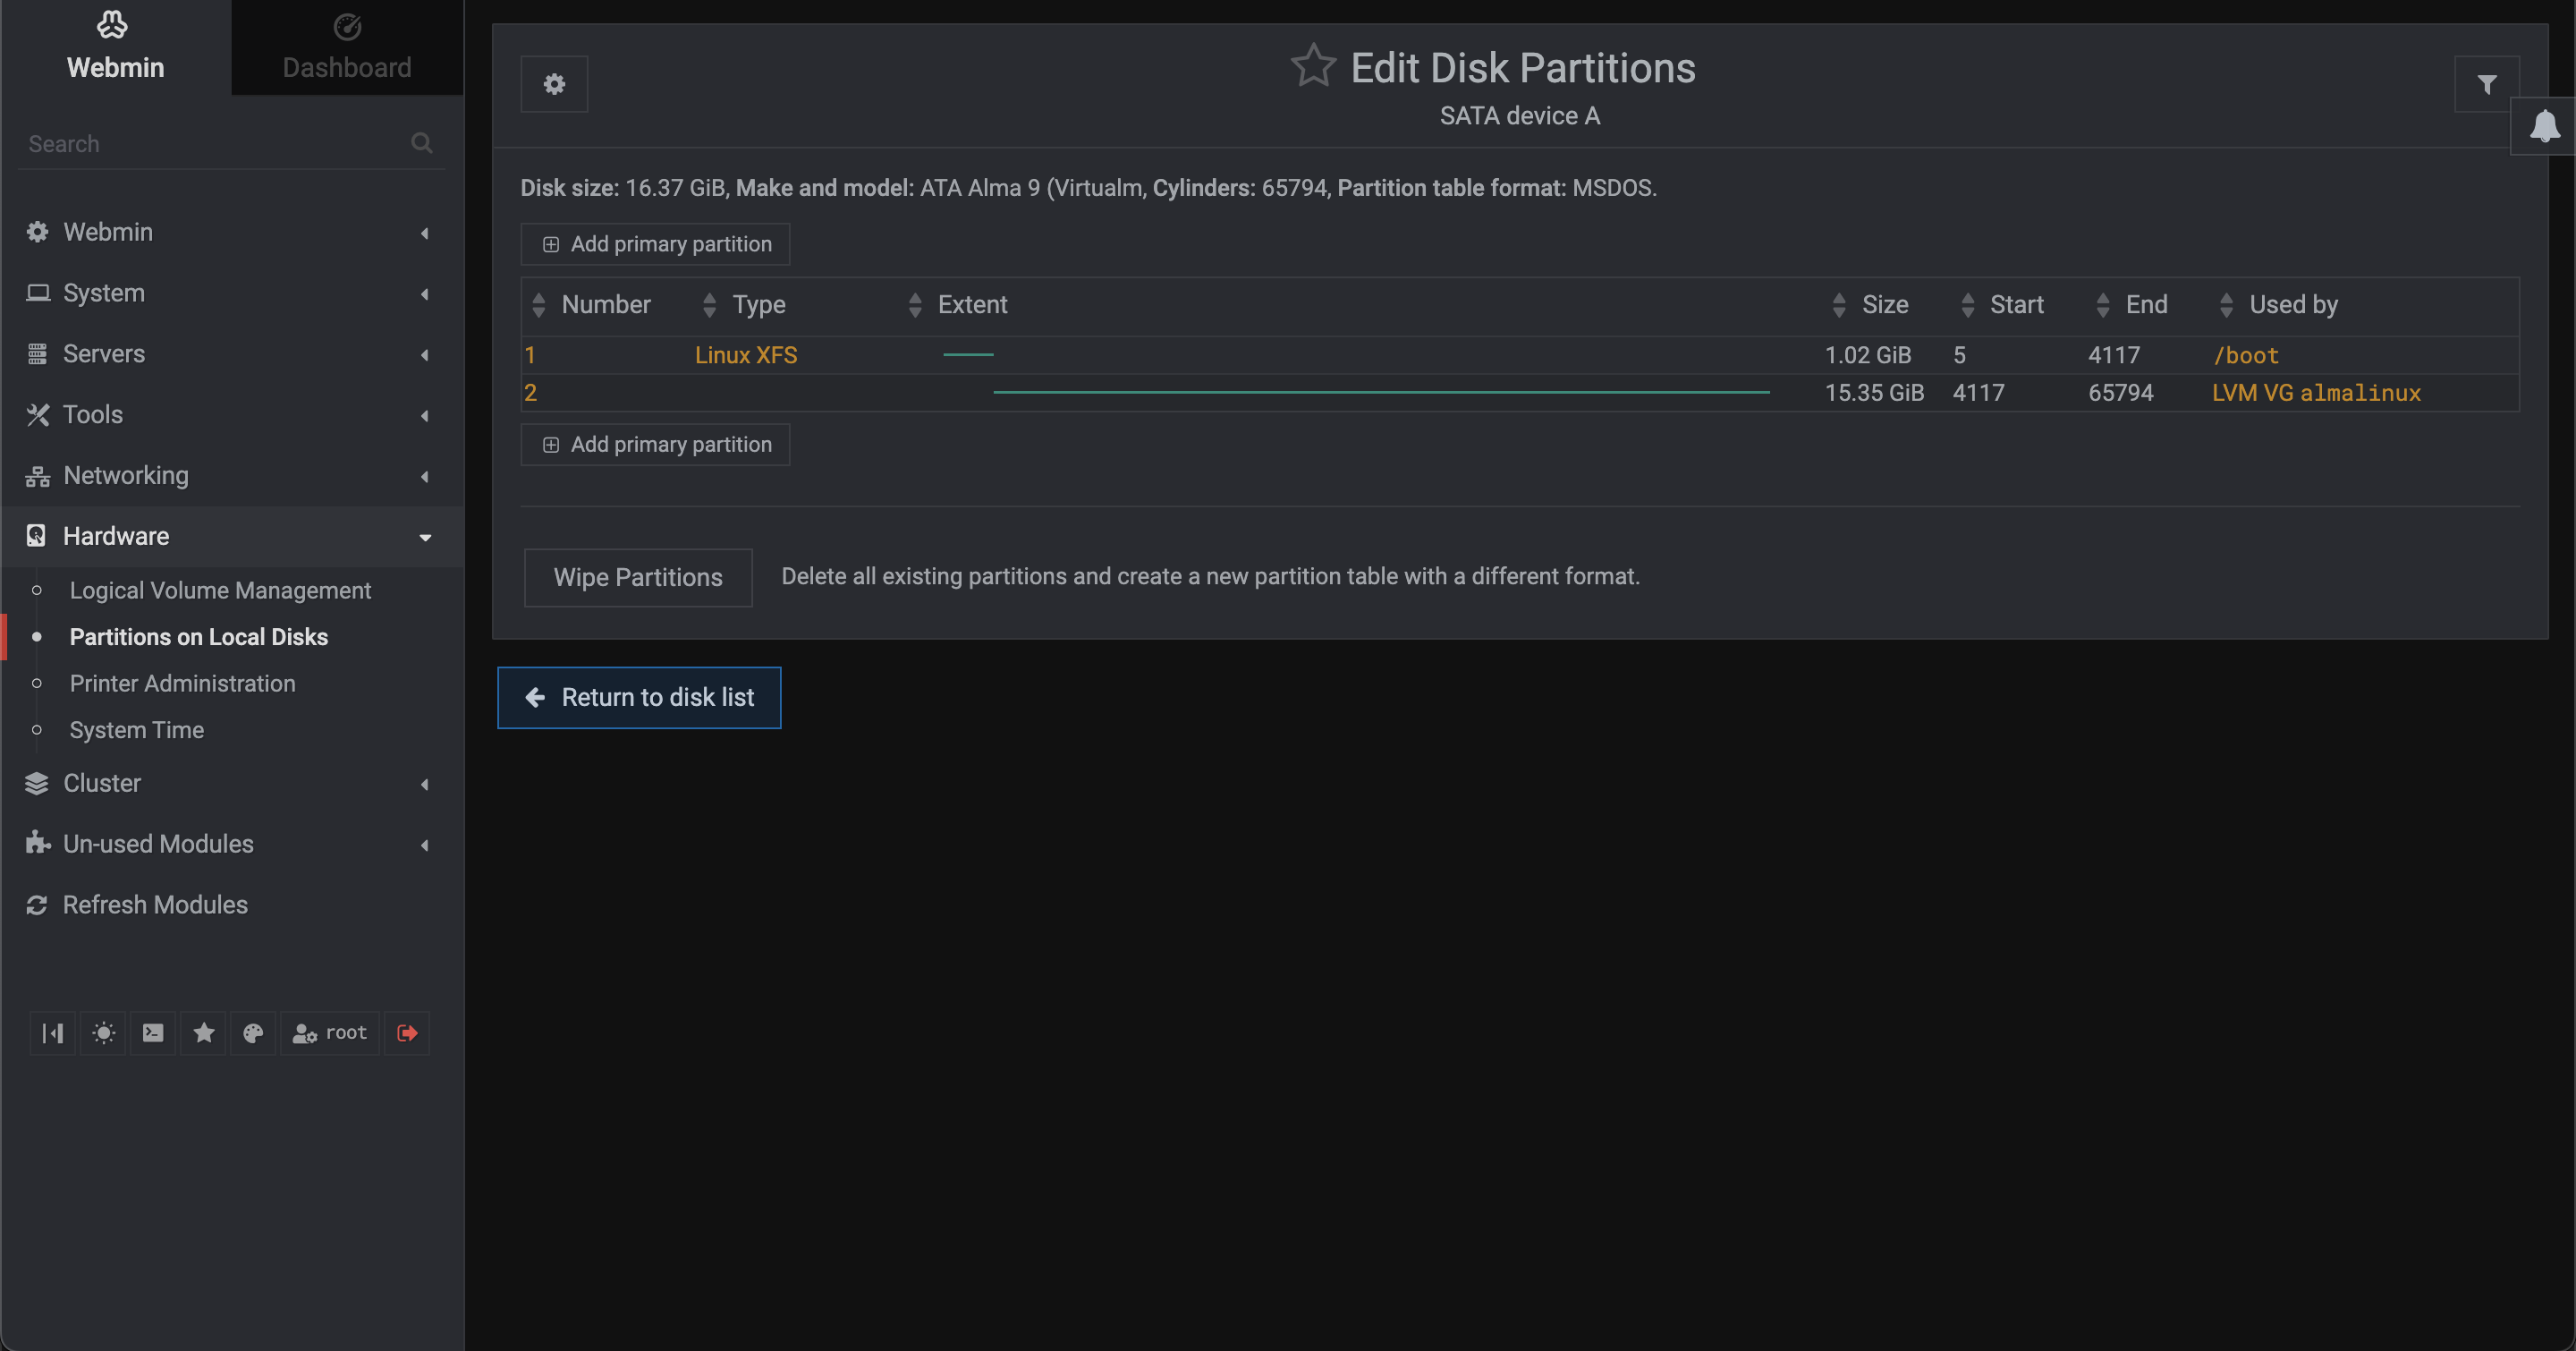 Webmin
Dashboard
Search
Webmin
System
Servers
Tools
Networking
Hardware
Logical Volume Management
Partitions on Local Disks
Printer Administration
System Time
Cluster
Un-used Modules
Refresh Modules
root
Edit Disk Partitions
SATA device A
Disk size: 16.37 GiB, Make and model: ATA Alma 9 (Virtualm, Cylinders: 65794, Partition table format: MSDOS.
Add primary partition
Number Type Extent Size Start End Used by
1 Linux XFS 1.02 GiB 5 4117 /boot
2 15.35 GiB 4117 65794 LVM VG almalinux
Add primary partition
Wipe Partitions Delete all existing partitions and create a new partition table with a different format.
Return to disk list